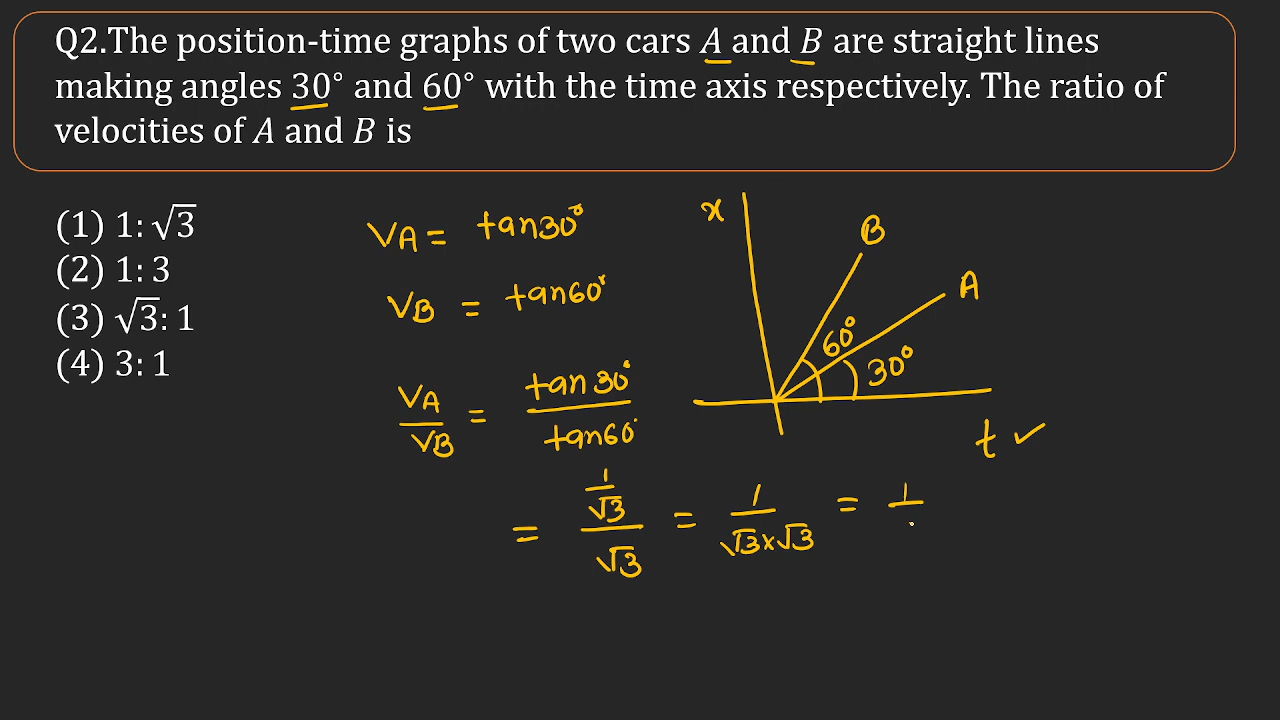 Q2.The position-time graphs of two cars A and B are straight lines
making angles 30° and 60° with the time axis respectively. The ratio of
velocities of A and B is
(1) 1: √3
(2) 1: 3
(3) √3: 1
(4) 3: 1
VA = tan30°
VB = tan60°
VA/VB = tan30°/tan60°
= (1/√3)/√3 = 1/(√3×√3) = 1/
x
B
A
60°
30°
t ✓